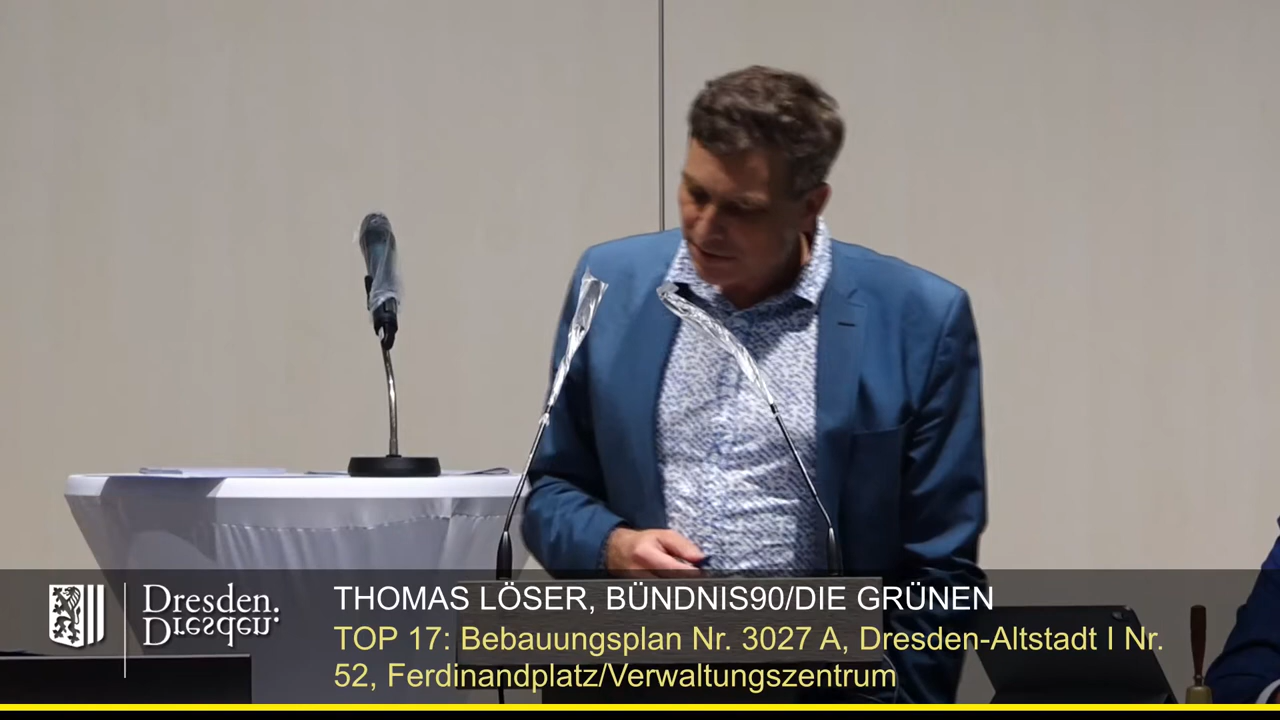 Dresden.
Dresden.
THOMAS LÖSER, BÜNDNIS90/DIE GRÜNEN
TOP 17: Bebauungsplan Nr. 3027 A, Dresden-Altstadt I Nr.
52, Ferdinandplatz/Verwaltungszentrum